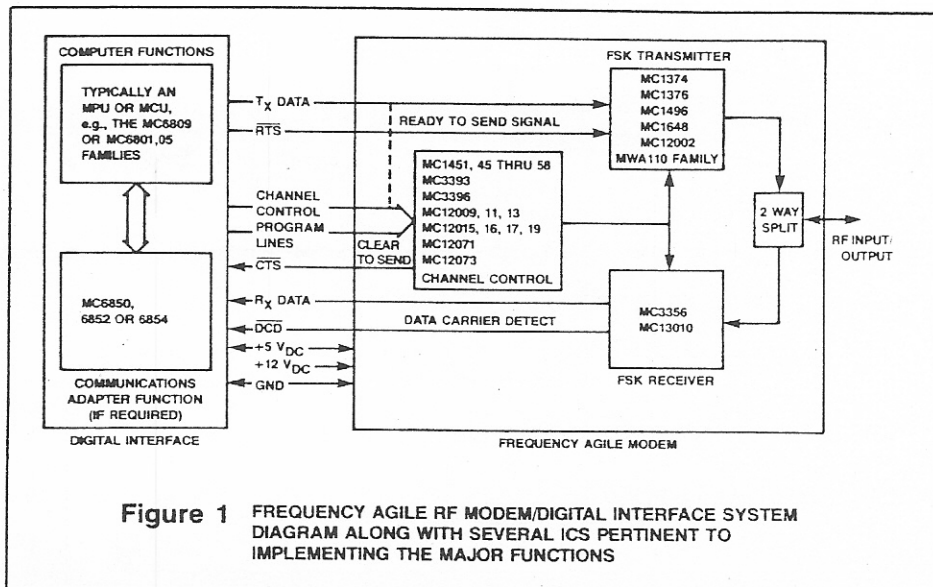 COMPUTER FUNCTIONS
TYPICALLY AN
MPU OR MCU,
e.g., THE MC6809
OR MC6801,05
FAMILIES
MC6850,
6852 OR 6854
COMMUNICATIONS
ADAPTER FUNCTION
(IF REQUIRED)
DIGITAL INTERFACE
TX DATA
RTS
READY TO SEND SIGNAL
CHANNEL
CONTROL
PROGRAM
LINES
CLEAR
TO SEND
CTS
RX DATA
DCD
DATA CARRIER DETECT
+5 VDC
+12 VDC
GND
MC1451, 45 THRU 58
MC3393
MC3396
MC12009, 11, 13
MC12015, 16, 17, 19
MC12071
MC12073
CHANNEL CONTROL
FSK TRANSMITTER
MC1374
MC1376
MC1496
MC1648
MC12002
MWA110 FAMILY
2 WAY
SPLIT
RF INPUT/
OUTPUT
MC3356
MC13010
FSK RECEIVER
FREQUENCY AGILE MODEM
Figure 1 FREQUENCY AGILE RF MODEM/DIGITAL INTERFACE SYSTEM
DIAGRAM ALONG WITH SEVERAL ICS PERTINENT TO
IMPLEMENTING THE MAJOR FUNCTIONS